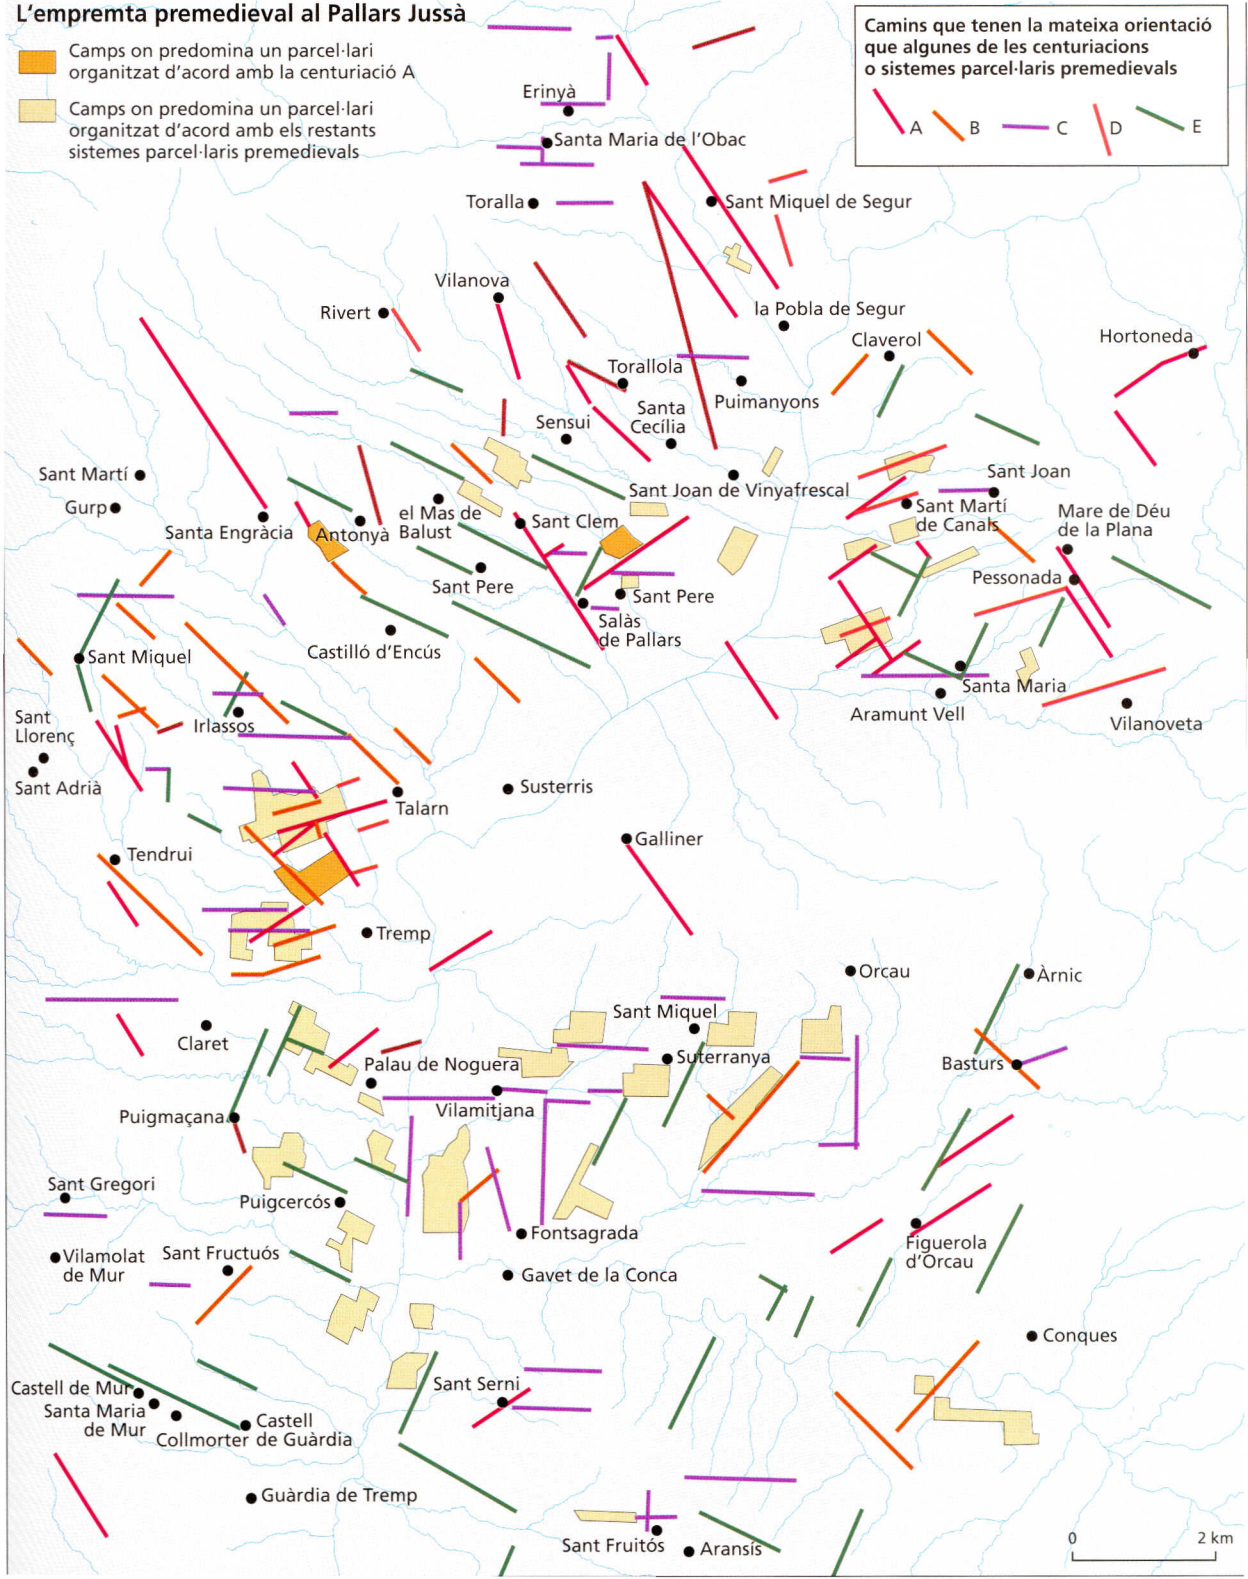 L'empremta premedieval al Pallars Jussà
Camps on predomina un parcel·lari
organitzat d'acord amb la centuriació A
Camps on predomina un parcel·lari
organitzat d'acord amb els restants
sistemes parcel·laris premedievals
Camins que tenen la mateixa orientació
que algunes de les centuriacions
o sistemes parcel·laris premedievals
A
B
C
D
E
Erinyà
Santa Maria de l'Obac
Toralla
Sant Miquel de Segur
Vilanova
Rivert
la Pobla de Segur
Claverol
Hortoneda
Torallola
Puimanyons
Santa
Cecília
Sensui
Sant Martí
Gurp
Santa Engràcia
Antonyà
el Mas de
Balust
Sant Clem
Sant Joan de Vinyafrescal
Sant Joan
Sant Martí
de Canals
Mare de Déu
de la Plana
Pessonada
Sant Pere
Sant Pere
Salàs
de Pallars
Castilló d'Encús
Sant Miquel
Irlassos
Sant
Llorenç
Sant Adrià
Santa Maria
Aramunt Vell
Vilanoveta
Talarn
Susterris
Galliner
Tendrui
Tremp
Orcau
Àrnic
Claret
Sant Miquel
Suterranya
Basturs
Palau de Noguera
Vilamitjana
Puigmaçana
Sant Gregori
Puigcercós
Fontsagrada
Figuerola
d'Orcau
Vilamolat
de Mur
Sant Fructuós
Gavet de la Conca
Conques
Castell de Mur
Santa Maria
de Mur
Collmorter
Castell
de Guàrdia
Sant Serni
Guàrdia de Tremp
Sant Fruitós
Aransís
0 2 km